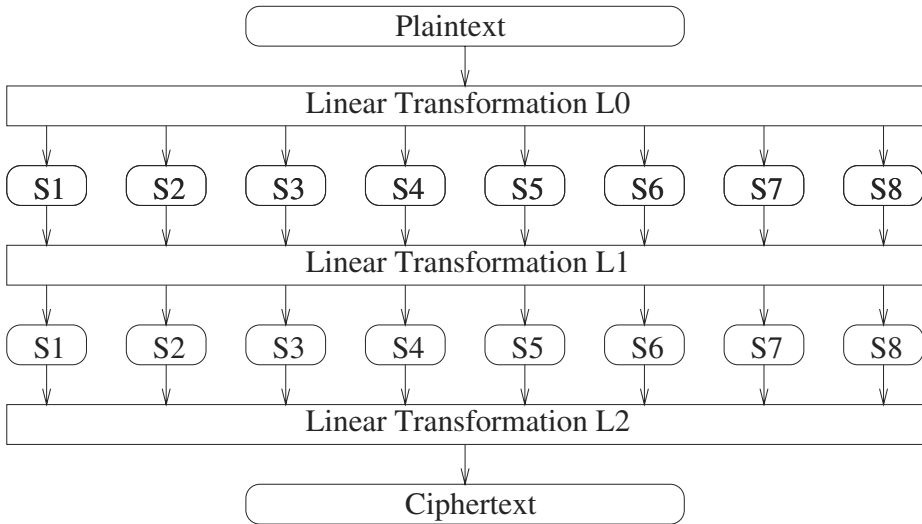 Plaintext
Linear Transformation L0
S1 S2 S3 S4 S5 S6 S7 S8
Linear Transformation L1
S1 S2 S3 S4 S5 S6 S7 S8
Linear Transformation L2
Ciphertext